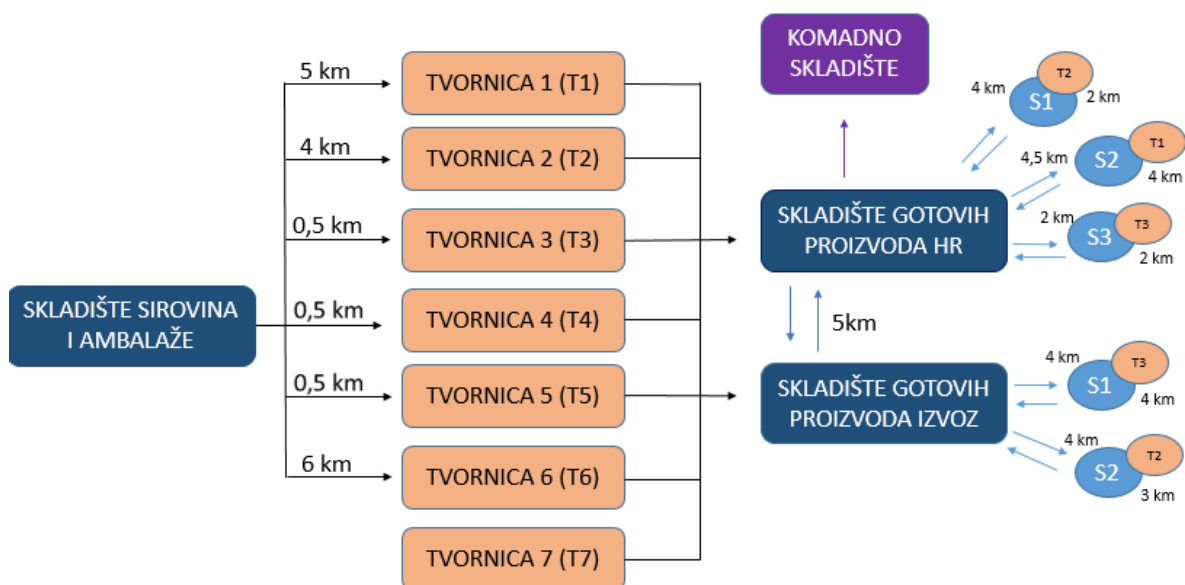 SKLADIŠTE SIROVINA
I AMBALAŽE
5 km
4 km
0,5 km
0,5 km
0,5 km
6 km
TVORNICA 1 (T1)
TVORNICA 2 (T2)
TVORNICA 3 (T3)
TVORNICA 4 (T4)
TVORNICA 5 (T5)
TVORNICA 6 (T6)
TVORNICA 7 (T7)
KOMADNO
SKLADIŠTE
SKLADIŠTE GOTOVIH
PROIZVODA HR
5km
SKLADIŠTE GOTOVIH
PROIZVODA IZVOZ
4 km
S1
T2
2 km
4,5 km
S2
T1
4 km
2 km
S3
T3
2 km
4 km
S1
T3
4 km
4 km
S2
T2
3 km